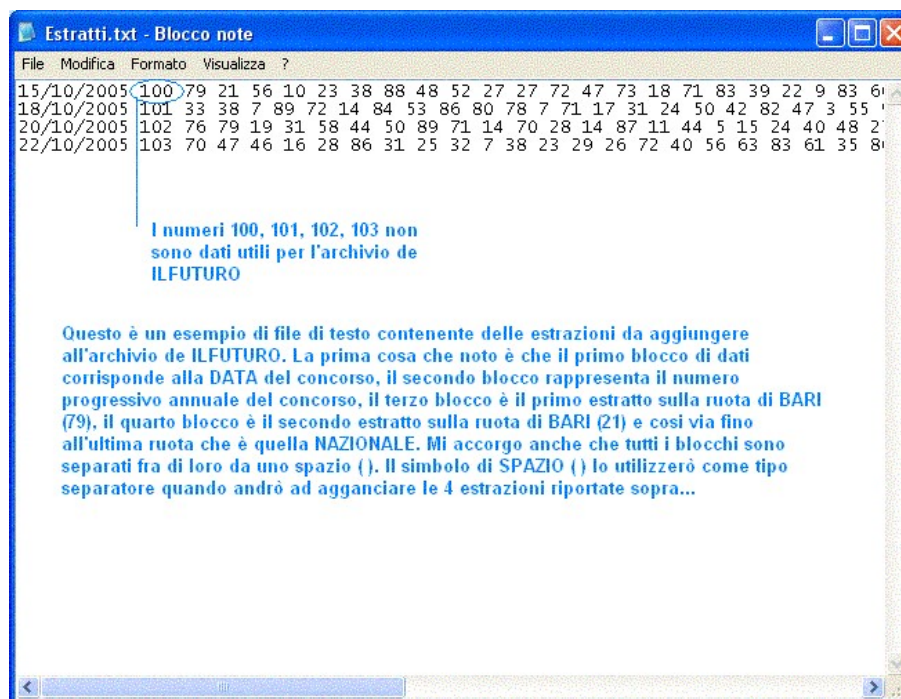 Estratti.txt - Blocco note
File Modifica Formato Visualizza ?
15/10/2005 100 79 21 56 10 23 38 88 48 52 27 27 72 47 73 18 71 83 39 22 9 83
18/10/2005 101 33 38 7 89 72 14 84 53 86 80 78 7 71 17 31 24 50 42 82 47 3 55
20/10/2005 102 76 79 19 31 58 44 50 89 71 14 70 28 14 87 11 44 5 15 24 40 48
22/10/2005 103 70 47 46 16 28 86 31 25 32 7 38 23 29 26 72 40 56 63 83 61 35
I numeri 100, 101, 102, 103 non
sono dati utili per l'archivio de
ILFUTURO
Questo è un esempio di file di testo contenente delle estrazioni da aggiungere
all'archivio de ILFUTURO. La prima cosa che noto è che il primo blocco di dati
corrisponde alla DATA del concorso, il secondo blocco rappresenta il numero
progressivo annuale del concorso, il terzo blocco è il primo estratto sulla ruota di BARI
(79), il quarto blocco è il secondo estratto sulla ruota di BARI (21) e cosi via fino
all'ultima ruota che è quella NAZIONALE. Mi accorgo anche che tutti i blocchi sono
separati fra di loro da uno spazio ( ). Il simbolo di SPAZIO ( ) lo utilizzerò come tipo
separatore quando andrò ad agganciare le 4 estrazioni riportate sopra...